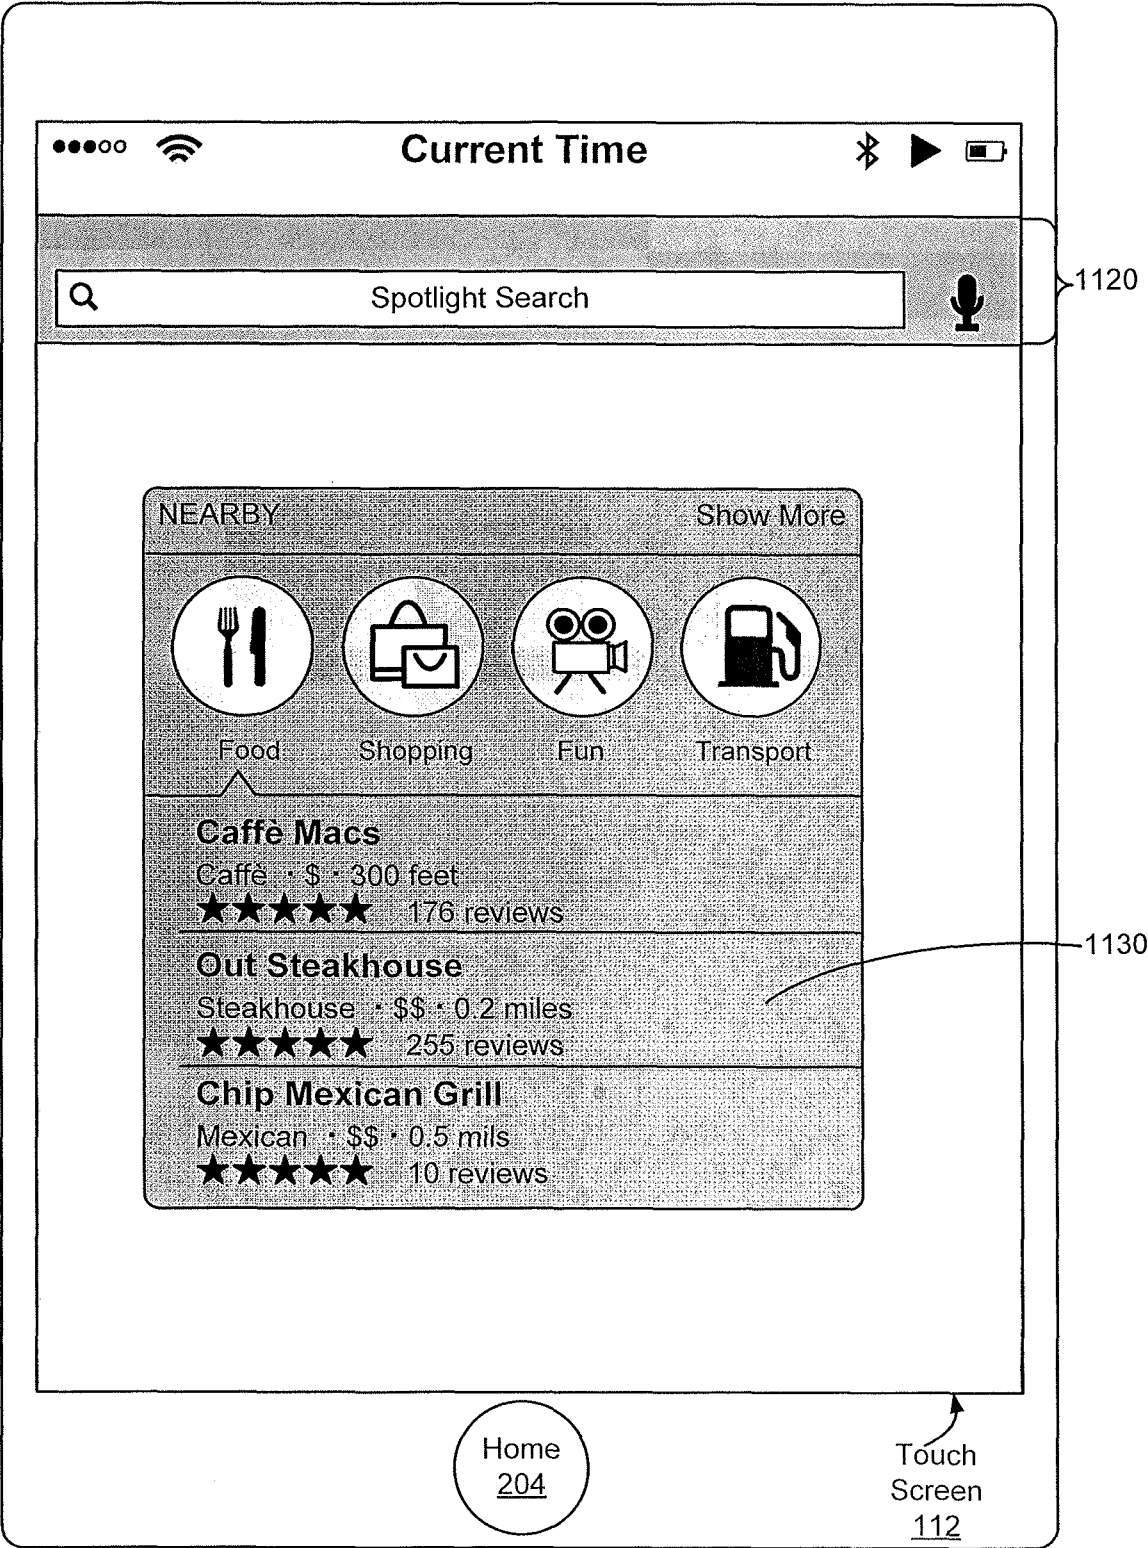 Current Time
1120
Spotlight Search
NEARBY Show More
Food Shopping Fun Transport
Caffè Macs
Caffè · $ · 300 feet
★★★★★ 176 reviews
1130
Out Steakhouse
Steakhouse · $$ · 0.2 miles
★★★★★ 255 reviews
Chip Mexican Grill
Mexican · $$ · 0.5 mils
★★★★★ 10 reviews
Home
204
Touch
Screen
112